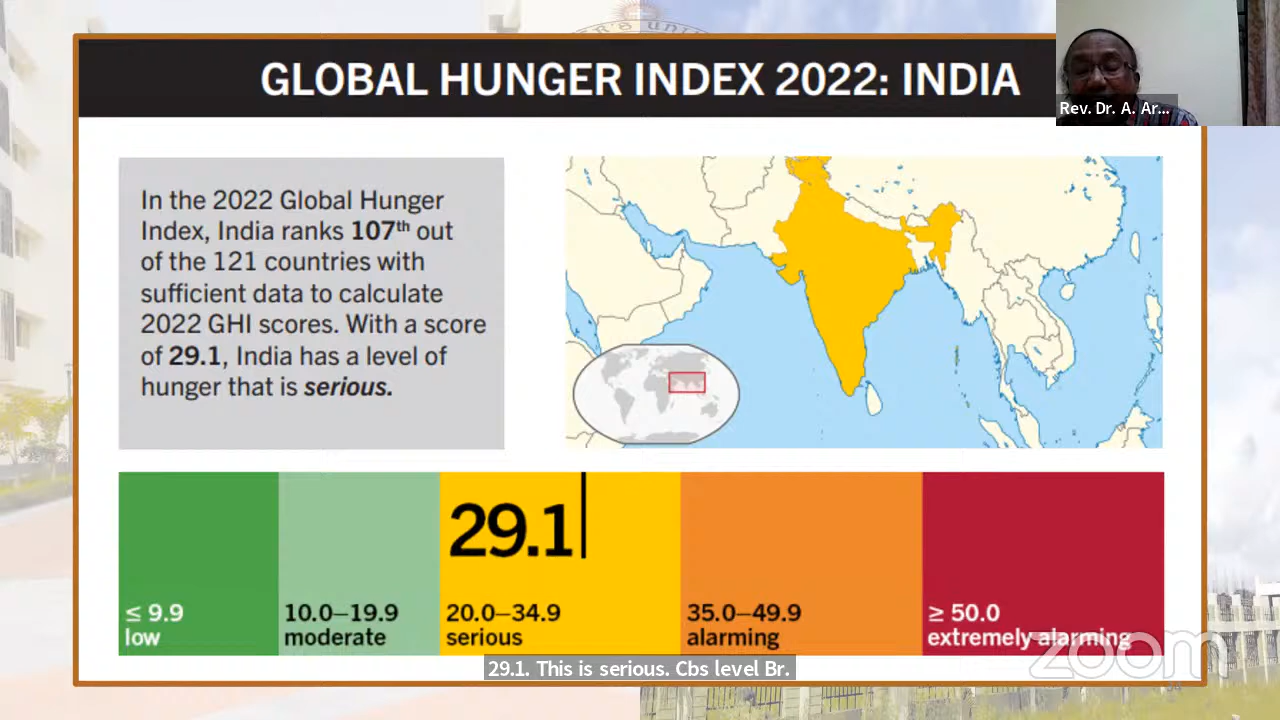 ER'S UNI
GLOBAL HUNGER INDEX 2022: INDIA
Rev. Dr. A. Ar...
In the 2022 Global Hunger
Index, India ranks 107th out
of the 121 countries with
sufficient data to calculate
2022 GHI scores. With a score
of 29.1, India has a level of
hunger that is serious.
29.1
≤ 9.9
low
10.0–19.9
moderate
20.0–34.9
serious
35.0–49.9
alarming
≥ 50.0
extremely alarming
zoom
29.1. This is serious. Cbs level Br.